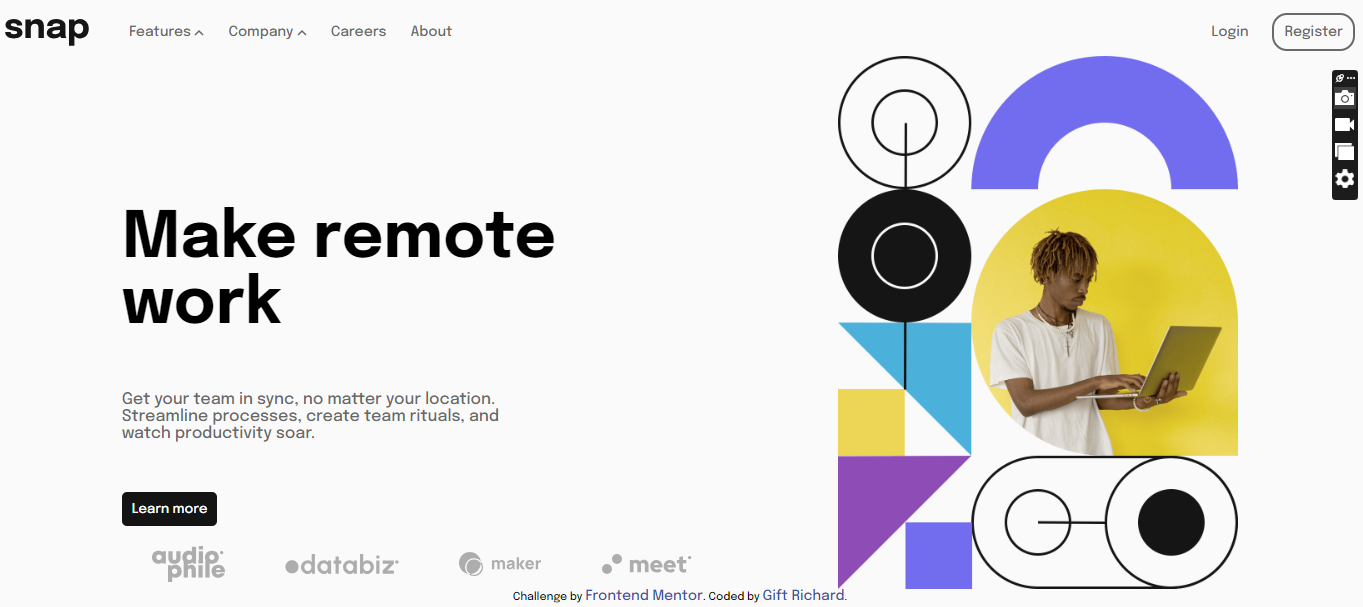 snap
Features Company Careers About
Login Register
Make remote
work
Get your team in sync, no matter your location.
Streamline processes, create team rituals, and
watch productivity soar.
Learn more
audiophile databiz maker meet
Challenge by Frontend Mentor. Coded by Gift Richard.